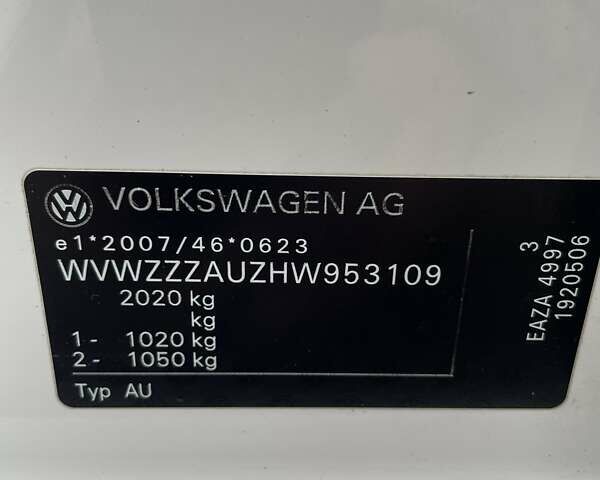 VOLKSWAGEN AG
e1*2007/46*0623
WVWZZZAUZHW953109
2020 kg
kg
1- 1020 kg
2- 1050 kg
Typ AU
3
EAZA 4997
1920506